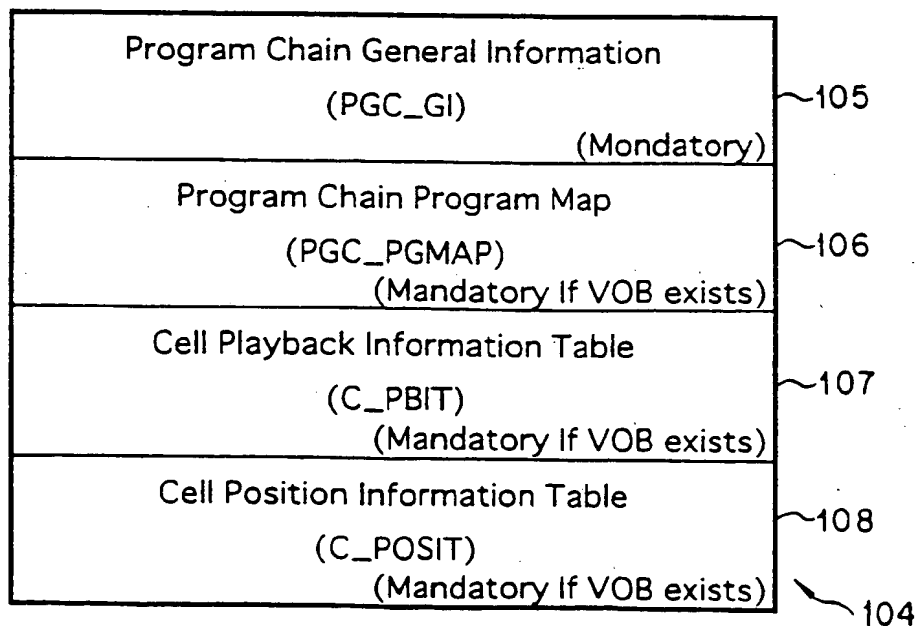 Program Chain General Information
(PGC_GI)
105
(Mondatory)
Program Chain Program Map
(PGC_PGMAP)
106
(Mandatory If VOB exists)
Cell Playback Information Table
(C_PBIT)
107
(Mandatory If VOB exists)
Cell Position Information Table
(C_POSIT)
108
(Mandatory If VOB exists)
104